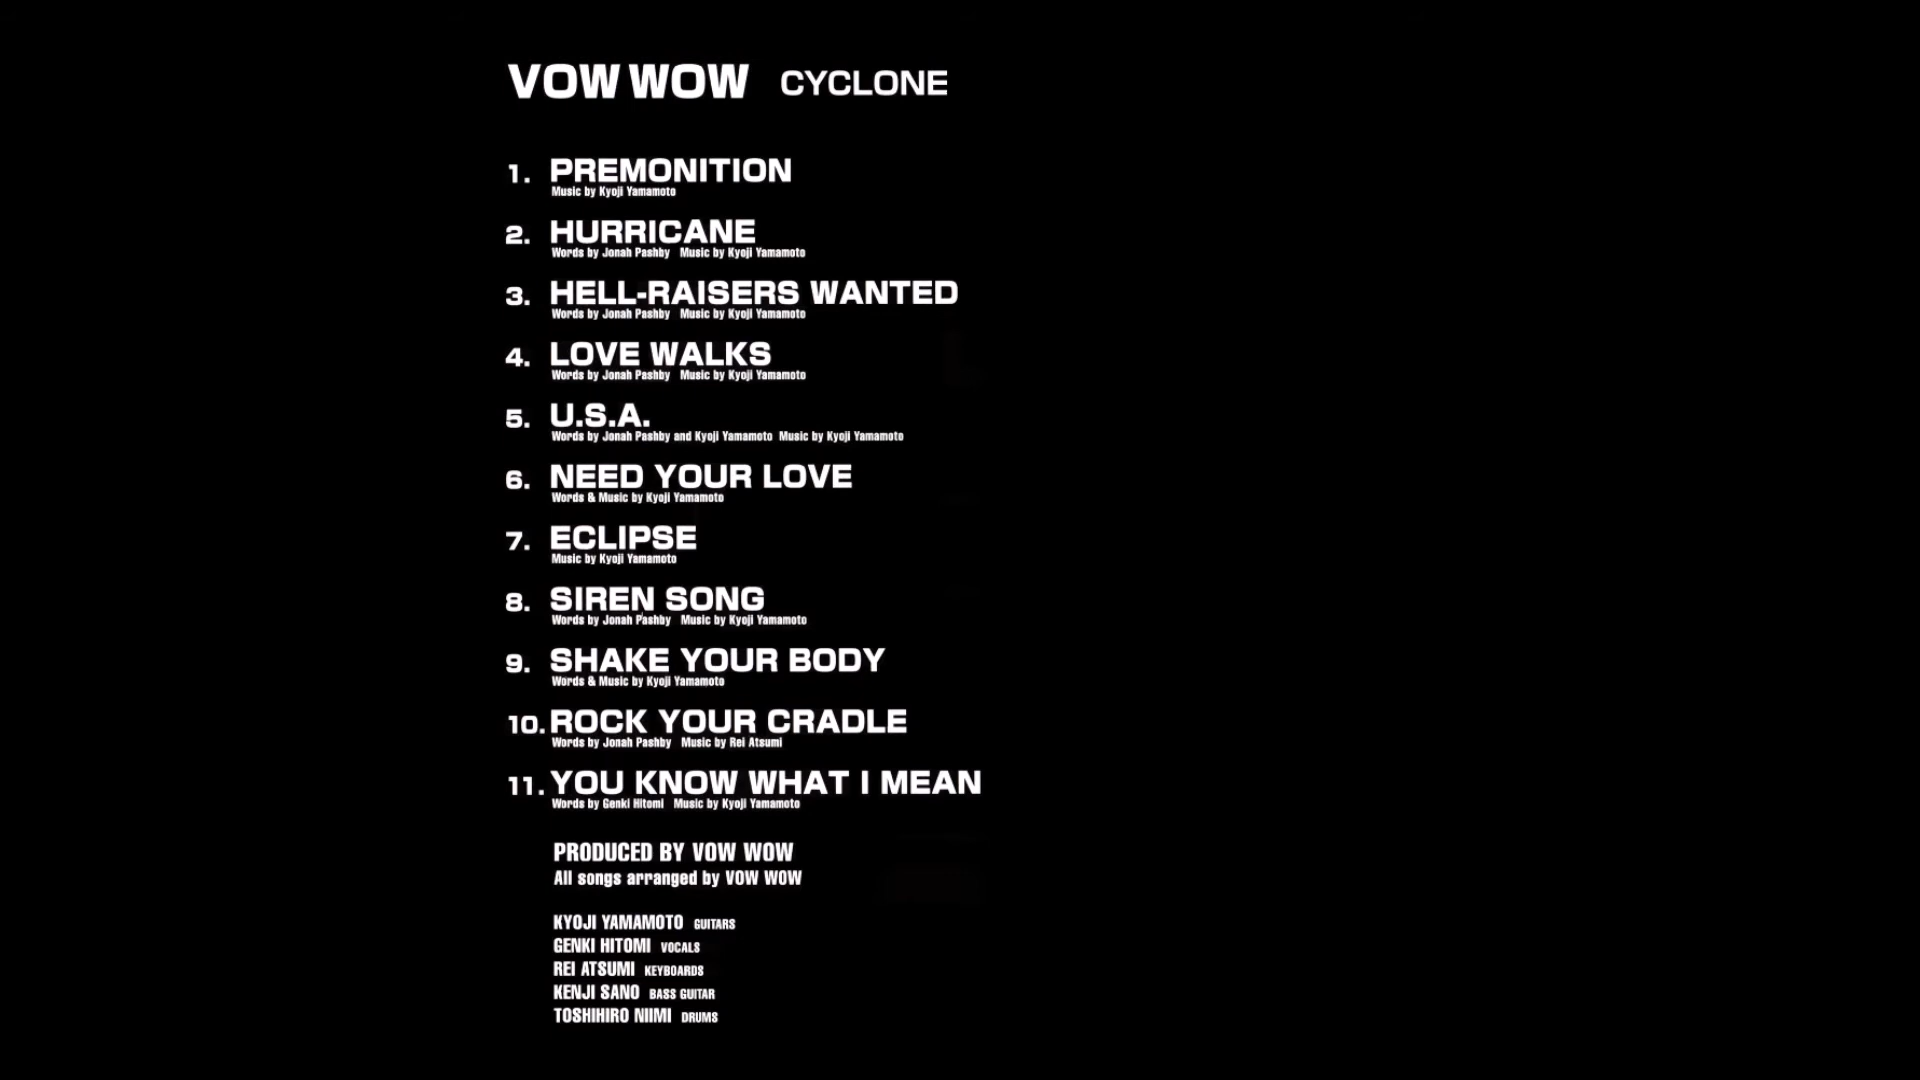 VOW WOW CYCLONE
1. PREMONITION
Music by Kyoji Yamamoto
2. HURRICANE
Words by Jonah Pashby Music by Kyoji Yamamoto
3. HELL-RAISERS WANTED
Words by Jonah Pashby Music by Kyoji Yamamoto
4. LOVE WALKS
Words by Jonah Pashby Music by Kyoji Yamamoto
5. U.S.A.
Words by Jonah Pashby and Kyoji Yamamoto Music by Kyoji Yamamoto
6. NEED YOUR LOVE
Words & Music by Kyoji Yamamoto
7. ECLIPSE
Music by Kyoji Yamamoto
8. SIREN SONG
Words by Jonah Pashby Music by Kyoji Yamamoto
9. SHAKE YOUR BODY
Words & Music by Kyoji Yamamoto
10. ROCK YOUR CRADLE
Words by Jonah Pashby Music by Rei Atsumi
11. YOU KNOW WHAT I MEAN
Words by Genki Hitomi Music by Kyoji Yamamoto
PRODUCED BY VOW WOW
All songs arranged by VOW WOW
KYOJI YAMAMOTO GUITARS
GENKI HITOMI VOCALS
REI ATSUMI KEYBOARDS
KENJI SANO BASS GUITAR
TOSHIHIRO NIIMI DRUMS